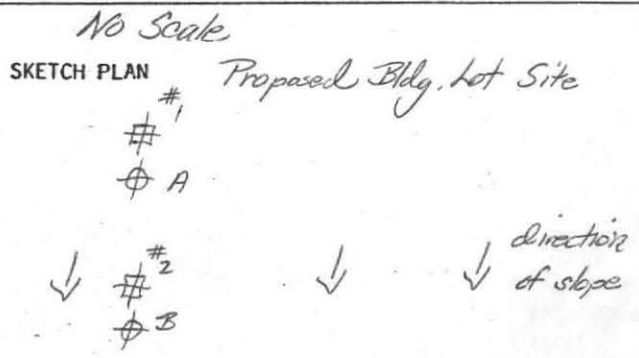 No Scale
SKETCH PLAN Proposed Bldg. Lot Site
#1
A
#2
B
direction
of slope